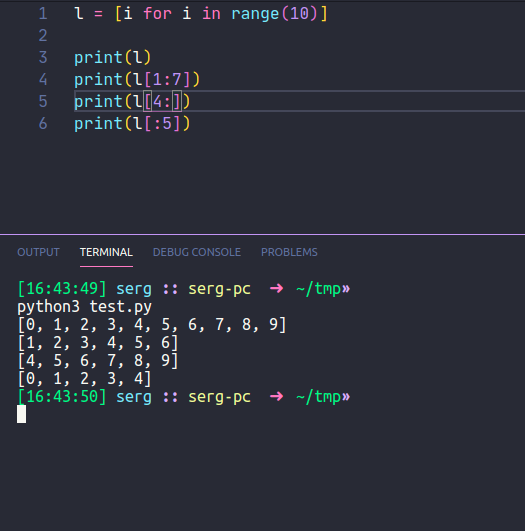 1 l = [i for i in range(10)]
2
3 print(l)
4 print(l[1:7])
5 print(l[4:])
6 print(l[:5])
OUTPUT TERMINAL DEBUG CONSOLE PROBLEMS
[16:43:49] serg :: serg-pc ➜ ~/tmp»
python3 test.py
[0, 1, 2, 3, 4, 5, 6, 7, 8, 9]
[1, 2, 3, 4, 5, 6]
[4, 5, 6, 7, 8, 9]
[0, 1, 2, 3, 4]
[16:43:50] serg :: serg-pc ➜ ~/tmp»